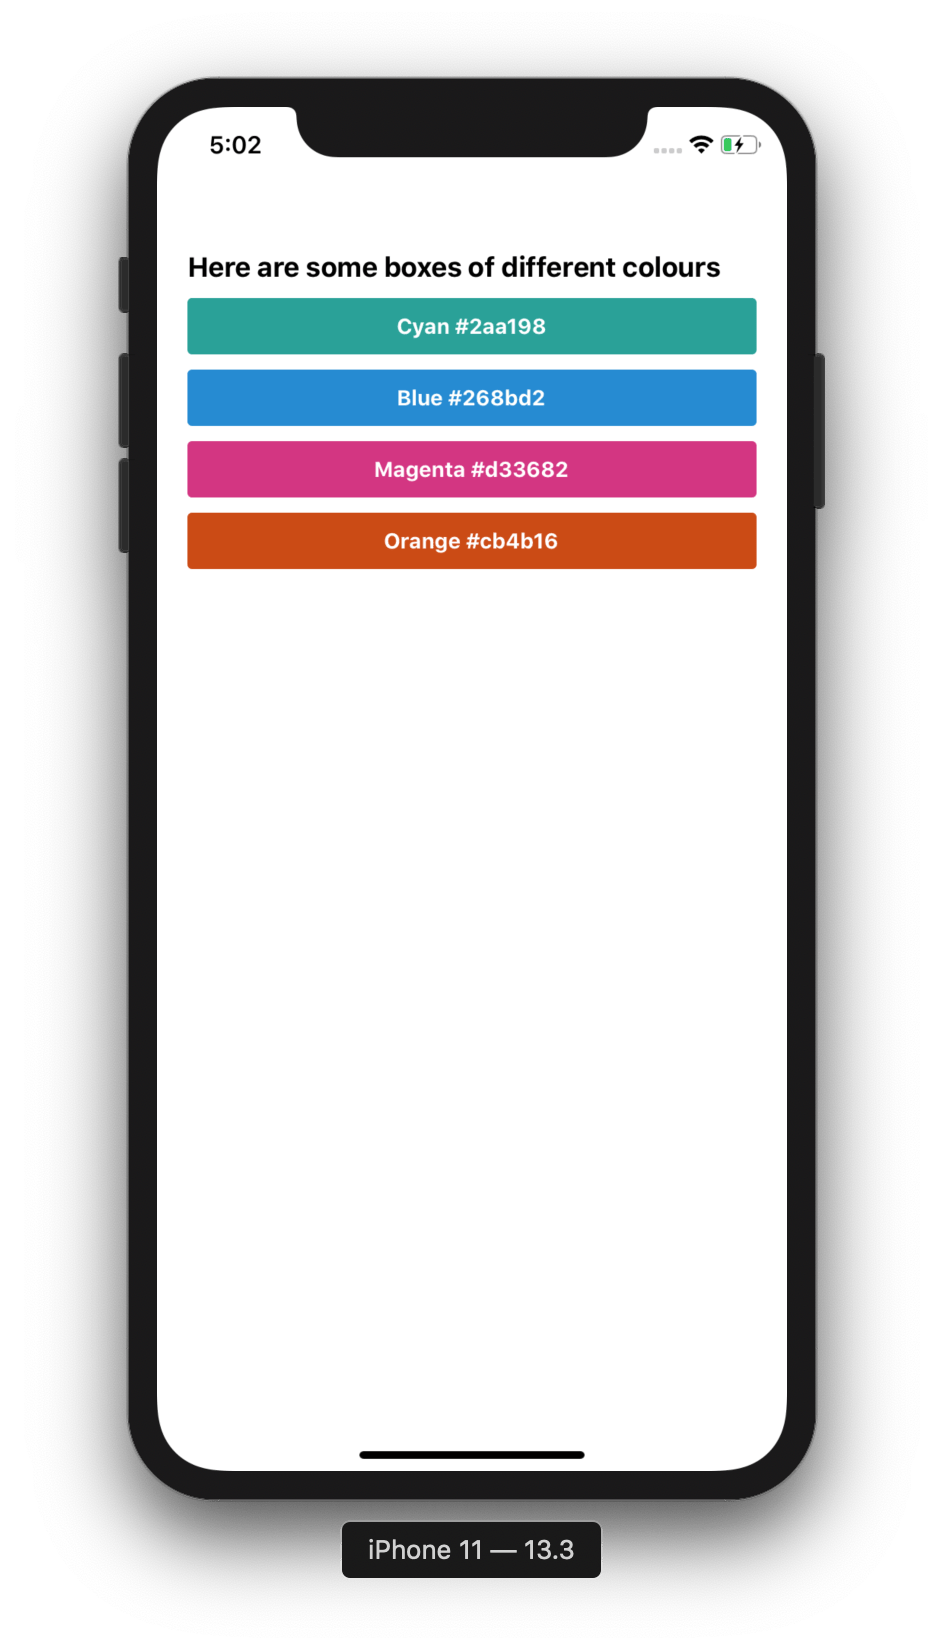 5:02
Here are some boxes of different colours
Cyan #2aa198
Blue #268bd2
Magenta #d33682
Orange #cb4b16
iPhone 11 — 13.3